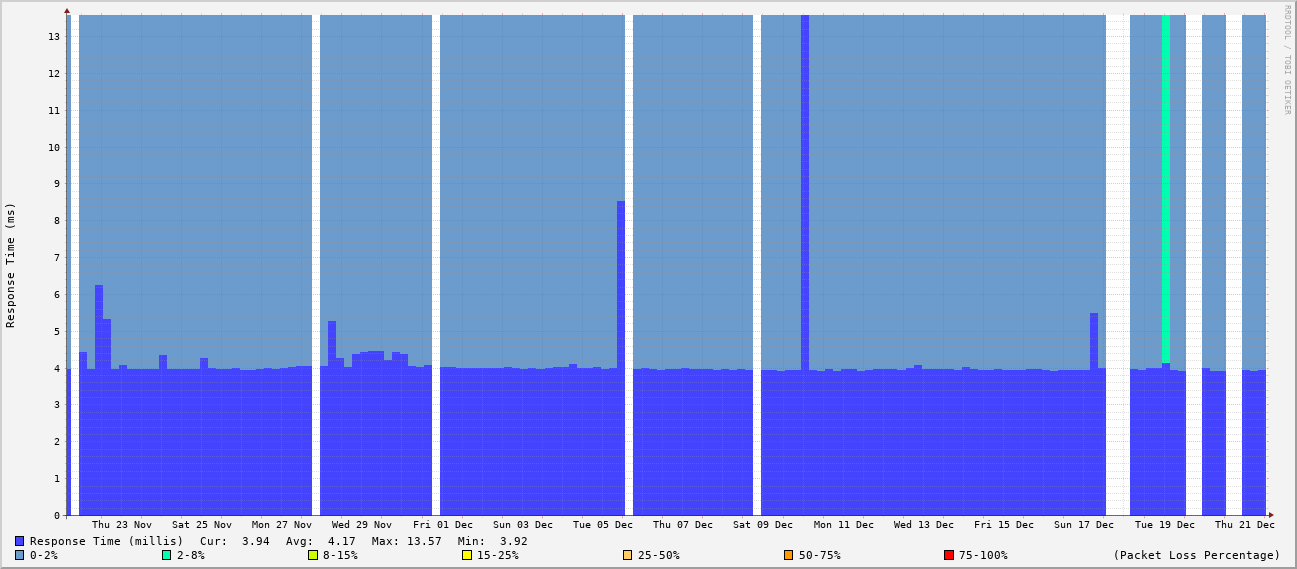 RRDTOOL / TOBI OETIKER
Response Time (ms)
13
12
11
10
9
8
7
6
5
4
3
2
1
0
Thu 23 Nov Sat 25 Nov Mon 27 Nov Wed 29 Nov Fri 01 Dec Sun 03 Dec Tue 05 Dec Thu 07 Dec Sat 09 Dec Mon 11 Dec Wed 13 Dec Fri 15 Dec Sun 17 Dec Tue 19 Dec Thu 21 Dec
Response Time (millis) Cur: 3.94 Avg: 4.17 Max: 13.57 Min: 3.92
0-2% 2-8% 8-15% 15-25% 25-50% 50-75% 75-100% (Packet Loss Percentage)